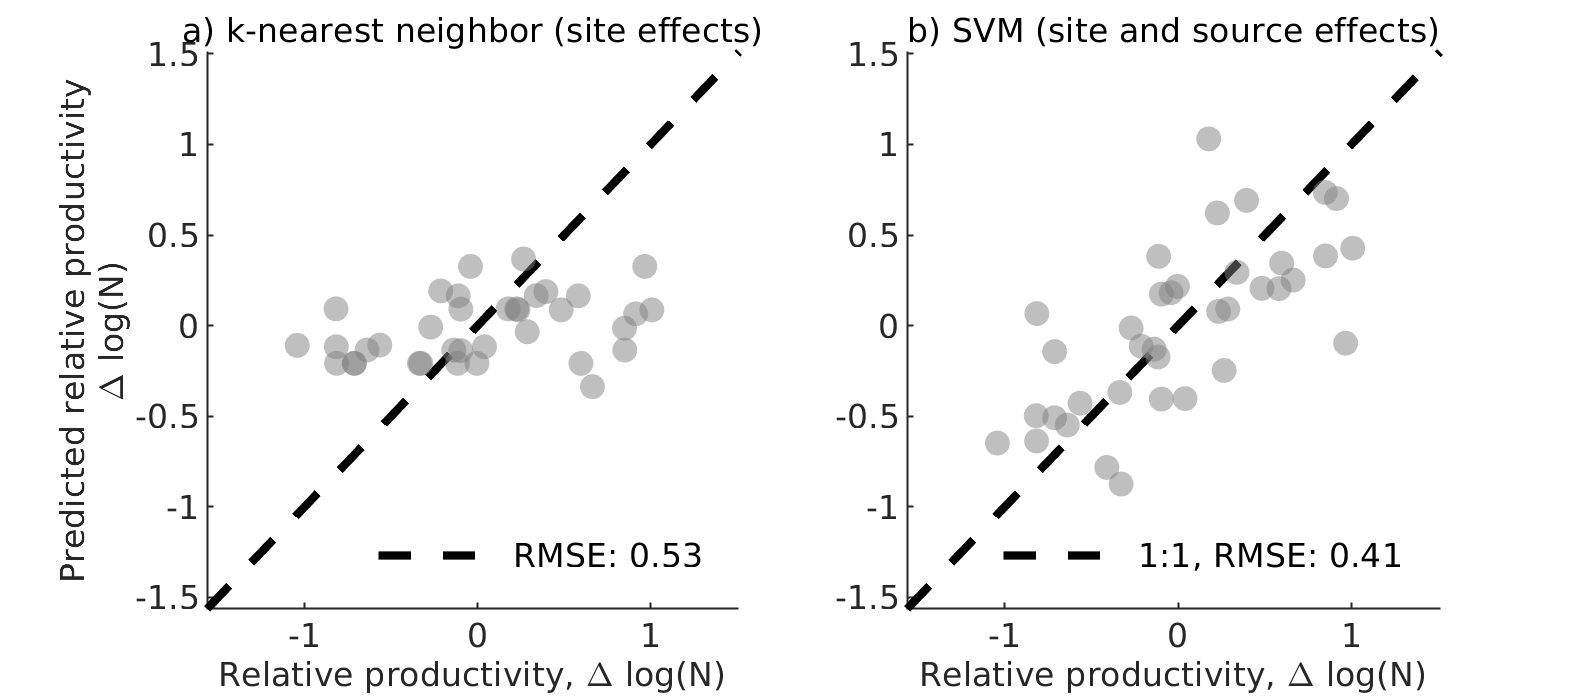 a) k-nearest neighbor (site effects)
Predicted relative productivity
Δ log(N)
1.5
1
0.5
0
-0.5
-1
-1.5
RMSE: 0.53
-1 0 1
Relative productivity, Δ log(N)
b) SVM (site and source effects)
1.5
1
0.5
0
-0.5
-1
-1.5
1:1, RMSE: 0.41
-1 0 1
Relative productivity, Δ log(N)